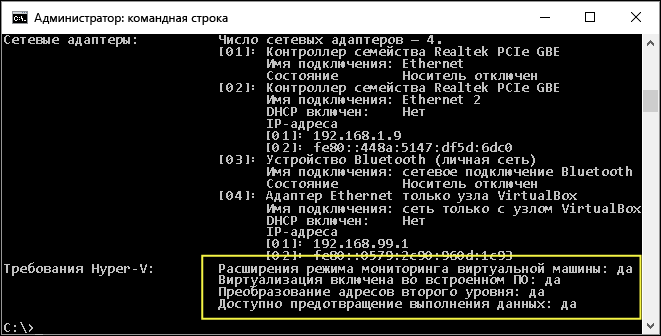 Администратор: командная строка
Сетевые адаптеры: Число сетевых адаптеров — 4.
[01]: Контроллер семейства Realtek PCIe GBE
Имя подключения: Ethernet
Состояние Носитель отключен
[02]: Контроллер семейства Realtek PCIe GBE
Имя подключения: Ethernet 2
DHCP включен: Нет
IP-адреса
[01]: 192.168.1.9
[02]: fe80::448a:5147:df5d:6dc0
[03]: Устройство Bluetooth (личная сеть)
Имя подключения: сетевое подключение Bluetooth
Состояние Носитель отключен
[04]: Адаптер Ethernet только узла VirtualBox
Имя подключения: сеть только с узлом VirtualBox
DHCP включен: Нет
IP-адреса
[01]: 192.168.99.1
[02]: fe80::0579:2c90:960d:1c93
Требования Hyper-V: Расширения режима мониторинга виртуальной машины: да
Виртуализация включена во встроенном ПО: да
Преобразование адресов второго уровня: да
Доступно предотвращение выполнения данных: да
C:\>